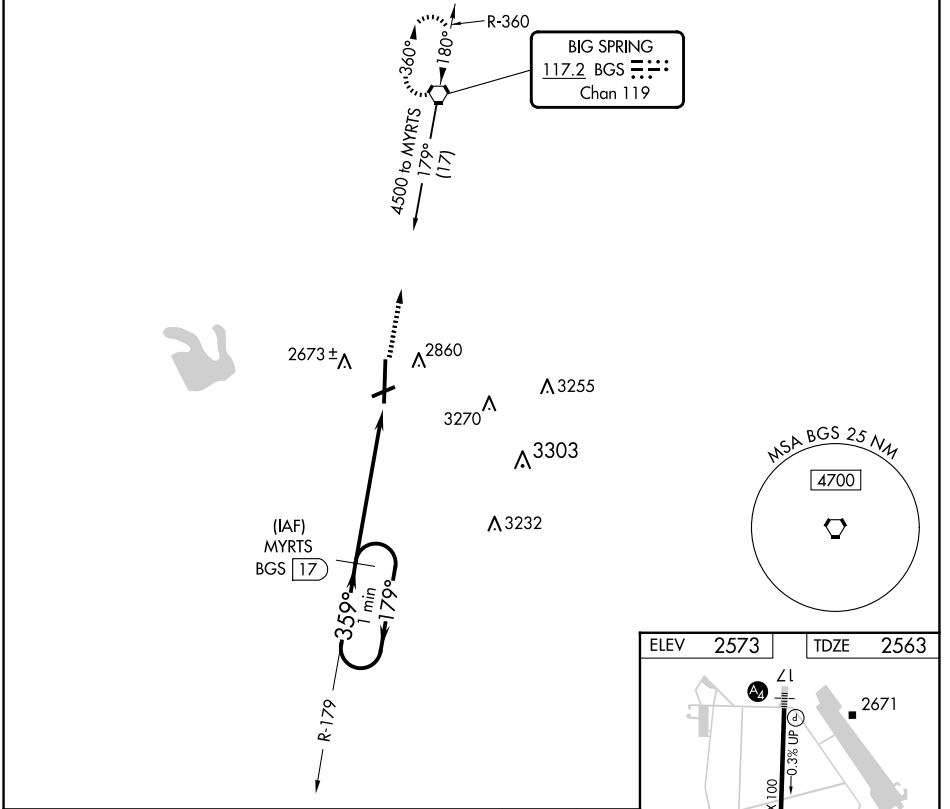 R-360
360°
180°
BIG SPRING
117.2 BGS
Chan 119
4500 to MYRTS
179°
(17)
2673 ±
2860
3255
3270
3303
3232
MSA BGS 25 NM
4700
(IAF)
MYRTS
BGS 17
359°
1 min
179°
R-179
ELEV 2573
TDZE 2563
17
A4
2671
0.3% UP
X100